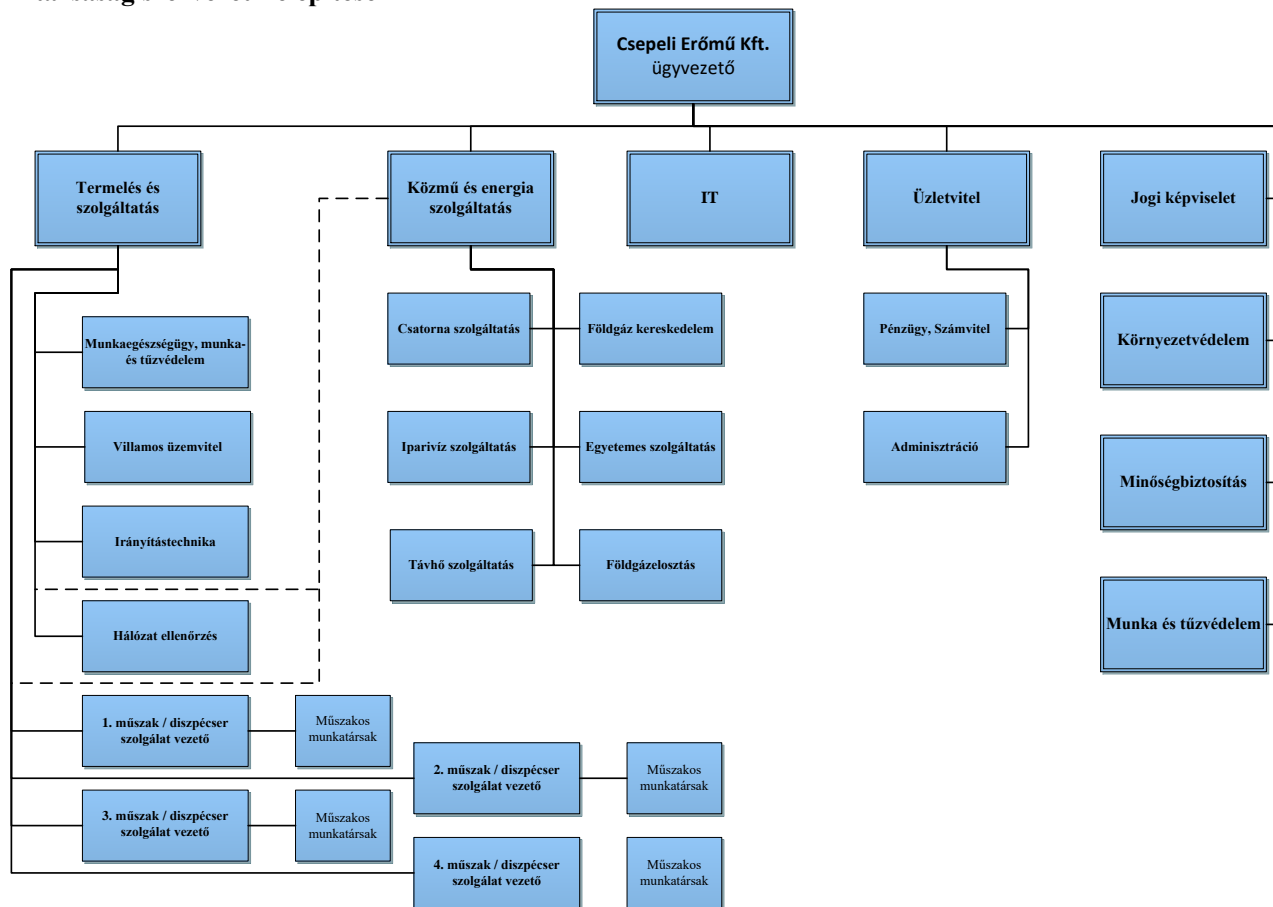 Csepeli Erőmű Kft.
ügyvezető
Termelés és
szolgáltatás
Közmű és energia
szolgáltatás
IT
Üzletvitel
Jogi képviselet
Munkaegészségügy, munka-
és tűzvédelem
Villamos üzemvitel
Irányítástechnika
Hálózat ellenőrzés
Csatorna szolgáltatás
Földgáz kereskedelem
Iparivíz szolgáltatás
Egyetemes szolgáltatás
Távhő szolgáltatás
Földgázelosztás
Pénzügy, Számvitel
Adminisztráció
Környezetvédelem
Minőségbiztosítás
Munka és tűzvédelem
1. műszak / diszpécser
szolgálat vezető
Műszakos
munkatársak
2. műszak / diszpécser
szolgálat vezető
Műszakos
munkatársak
3. műszak / diszpécser
szolgálat vezető
Műszakos
munkatársak
4. műszak / diszpécser
szolgálat vezető
Műszakos
munkatársak